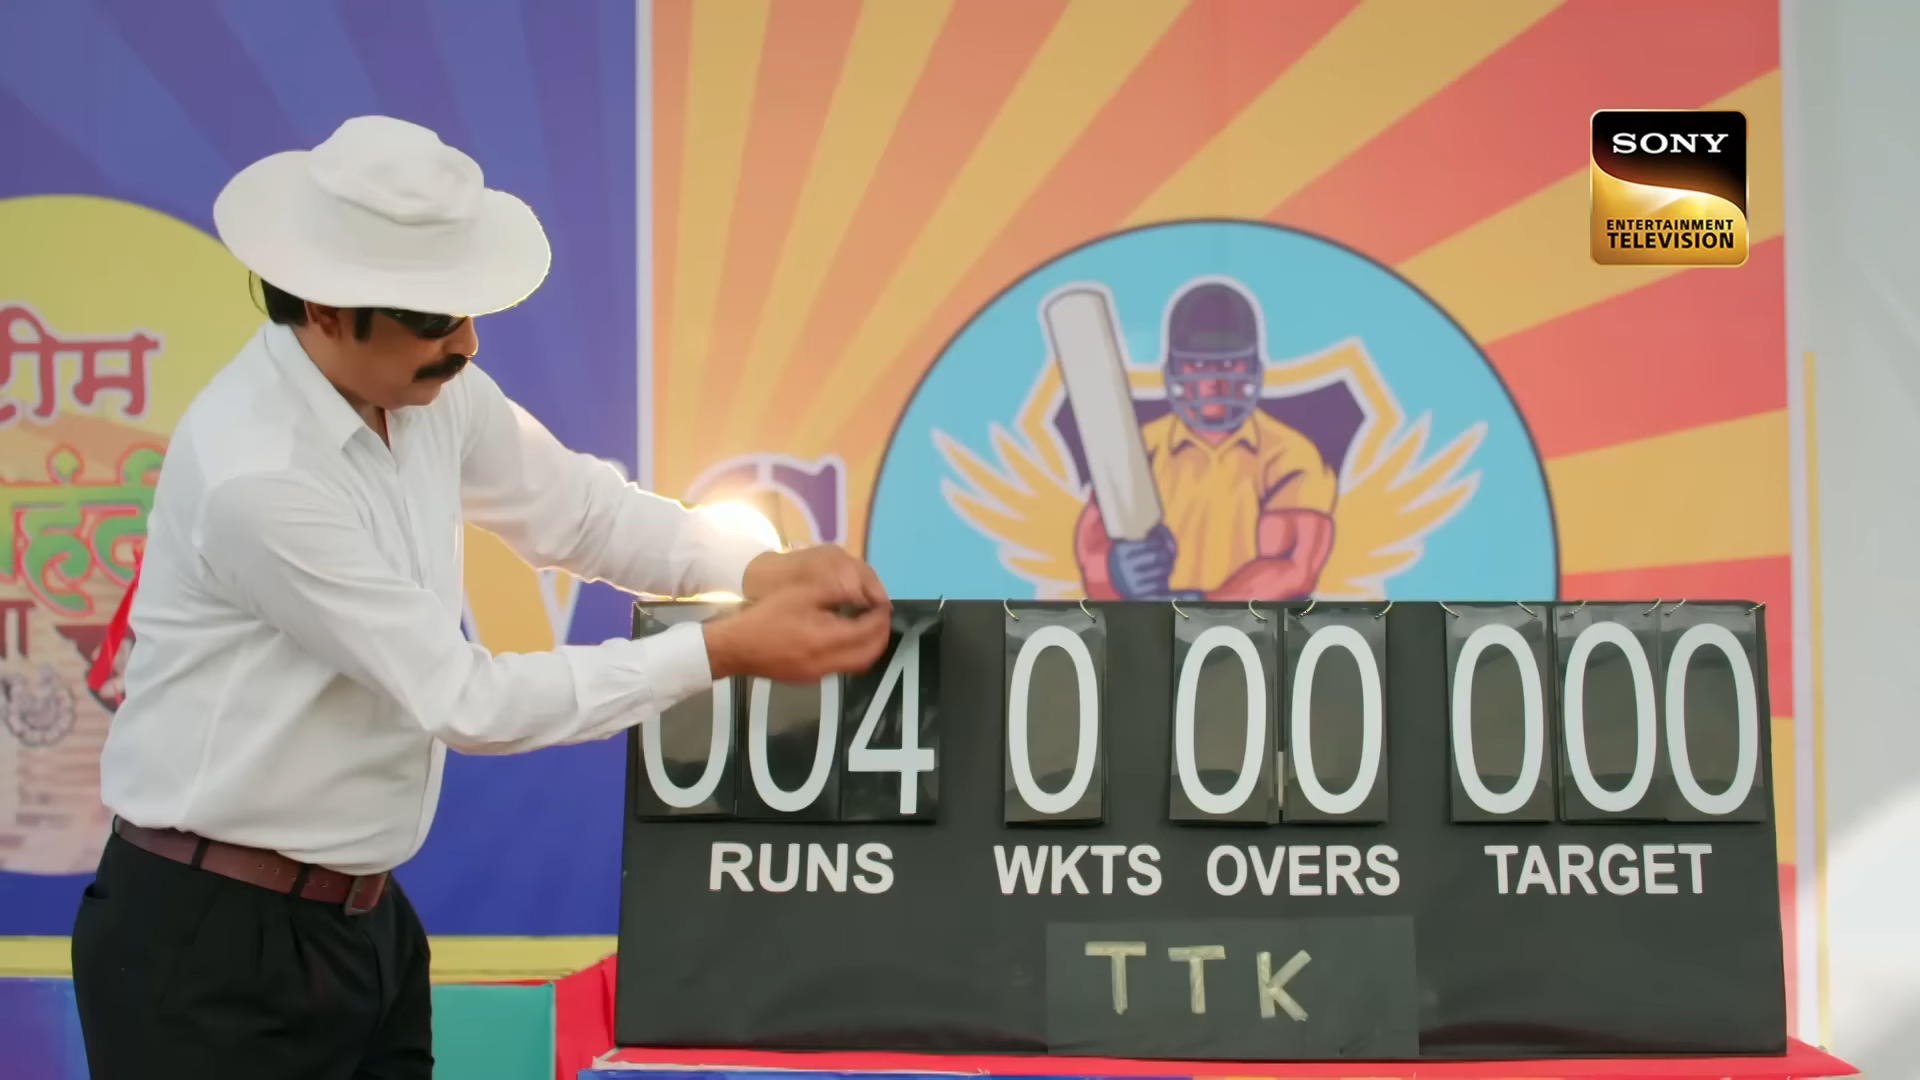 SONY
ENTERTAINMENT
TELEVISION
टीम
004 0 00 000
RUNS WKTS OVERS TARGET
TTK